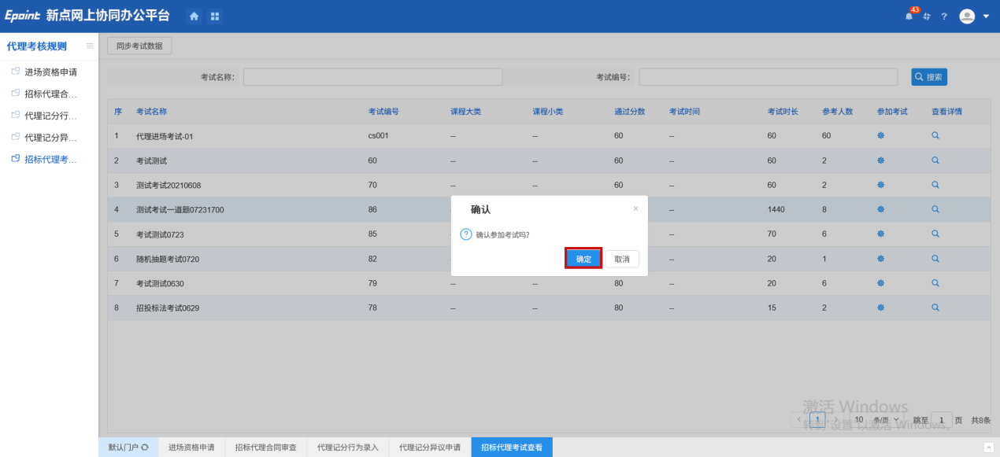 Epoint 新点网上协同办公平台 43 ?
代理考核规则
进场资格申请
招标代理合...
代理记分行...
代理记分异...
招标代理考...
同步考试数据
考试名称: 考试编号: 搜索
序 考试名称 考试编号 课程大类 课程小类 通过分数 考试时间 考试时长 参考人数 参加考试 查看详情
1 代理进场考试-01 cs001 -- -- 60 -- 60 60
2 考试测试 60 -- -- 60 -- 60 2
3 测试考试20210608 70 -- -- 60 -- 60 2
4 测试考试一道题07231700 86 -- 1440 8
5 考试测试0723 85 -- 70 6
6 随机抽题考试0720 82 -- 20 1
7 考试测试0630 79 -- -- 80 -- 20 6
8 招投标法考试0629 78 -- -- 80 -- 15 2
确认 ×
? 确认参加考试吗?
确定 取消
激活 Windows
转到"设置"以激活 Windows。
< 1 > 10 条/页 跳至 1 页 共8条
默认门户 进场资格申请 招标代理合同审查 代理记分行为录入 代理记分异议申请 招标代理考试查看